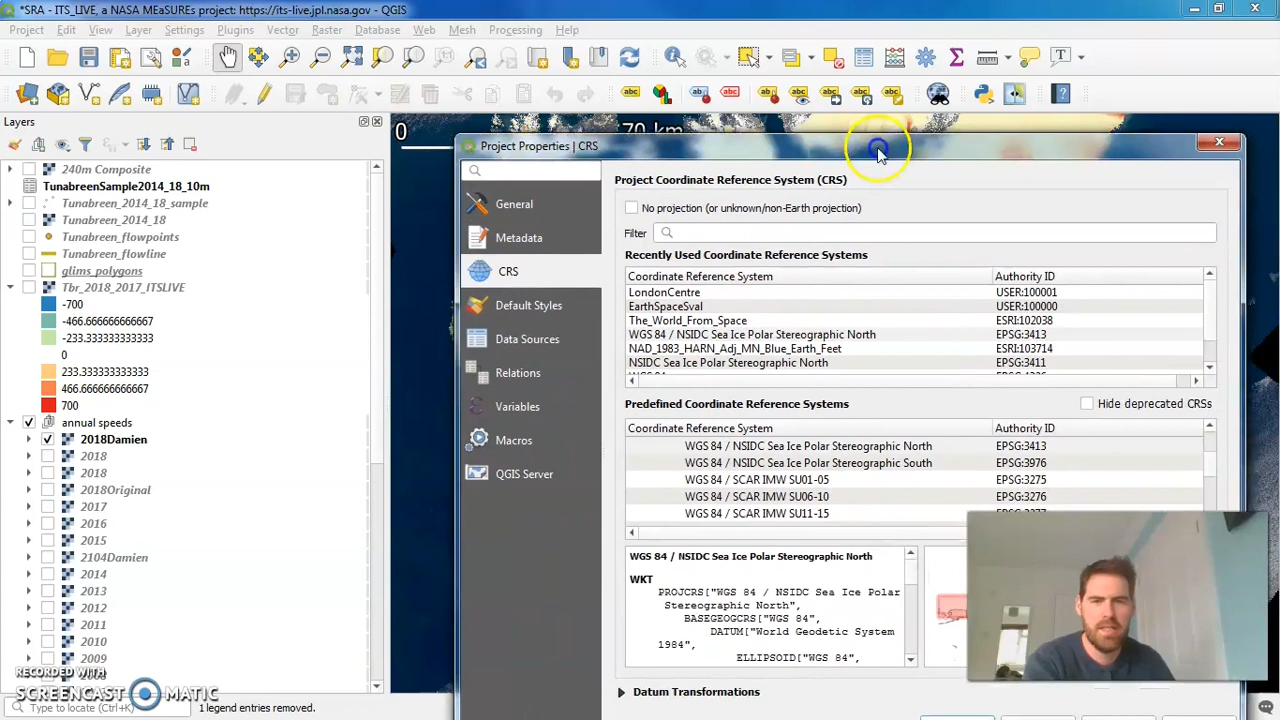 *SRA - ITS_LIVE, a NASA MEaSUREs project: https://its-live.jpl.nasa.gov - QGIS
Project Edit View Layer Settings Plugins Vector Raster Database Web Mesh Processing Help
Layers
240m Composite
TunabreenSample2014_18_10m
Tunabreen_2014_18_sample
Tunabreen_2014_18
Tunabreen_flowpoints
Tunabreen_flowline
glims_polygons
Tbr_2018_2017_ITSLIVE
-700
-466.666666666667
-233.33333333333
0
233.333333333333
466.666666666667
700
annual speeds
2018Damien
2018
2018
2018Original
2017
2016
2015
2104Damien
2014
2013
2012
2011
2010
2009
RECORDED WITH
SCREENCAST MATIC
Type to locate (Ctrl+K)
1 legend entries removed.
0 70 km
Project Properties | CRS
General
Metadata
CRS
Default Styles
Data Sources
Relations
Variables
Macros
QGIS Server
Project Coordinate Reference System (CRS)
No projection (or unknown/non-Earth projection)
Filter
Recently Used Coordinate Reference Systems
Coordinate Reference System Authority ID
LondonCentre USER:100001
EarthSpaceSval USER:100000
The_World_From_Space ESRI:102038
WGS 84 / NSIDC Sea Ice Polar Stereographic North EPSG:3413
NAD_1983_HARN_Adj_MN_Blue_Earth_Feet ESRI:103714
NSIDC Sea Ice Polar Stereographic North EPSG:3411
Predefined Coordinate Reference Systems Hide deprecated CRSs
Coordinate Reference System Authority ID
WGS 84 / NSIDC Sea Ice Polar Stereographic North EPSG:3413
WGS 84 / NSIDC Sea Ice Polar Stereographic South EPSG:3976
WGS 84 / SCAR IMW SU01-05 EPSG:3275
WGS 84 / SCAR IMW SU06-10 EPSG:3276
WGS 84 / SCAR IMW SU11-15
WGS 84 / NSIDC Sea Ice Polar Stereographic North
WKT
PROJCRS["WGS 84 / NSIDC Sea Ice Polar
Stereographic North",
BASEGEOGCRS["WGS 84",
DATUM["World Geodetic System
1984",
ELLIPSOID["WGS 84",
Datum Transformations